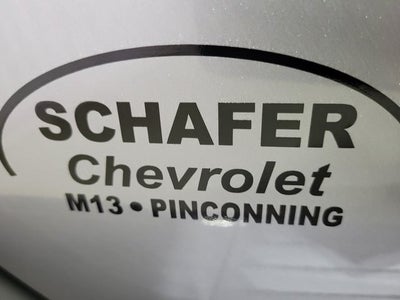 SCHAFER
Chevrolet
M13 • PINCONNING